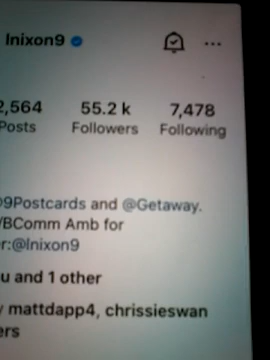 lnixon9
2,564 55.2 k 7,478
Posts Followers Following
9Postcards and @Getaway.
/BComm Amb for
r:@lnixon9
u and 1 other
mattdapp4, chrissieswan
ers